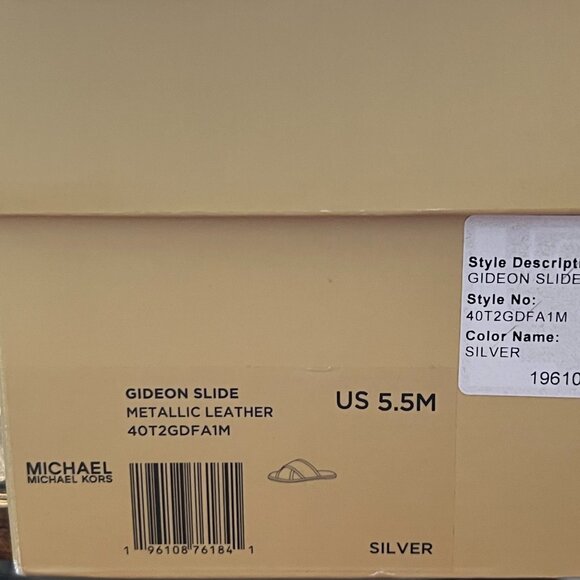 Style Descripti
GIDEON SLIDE
Style No:
40T2GDFA1M
Color Name:
SILVER
19610
GIDEON SLIDE
METALLIC LEATHER
40T2GDFA1M
US 5.5M
MICHAEL
MICHAEL KORS
1 96108 76184 1
SILVER